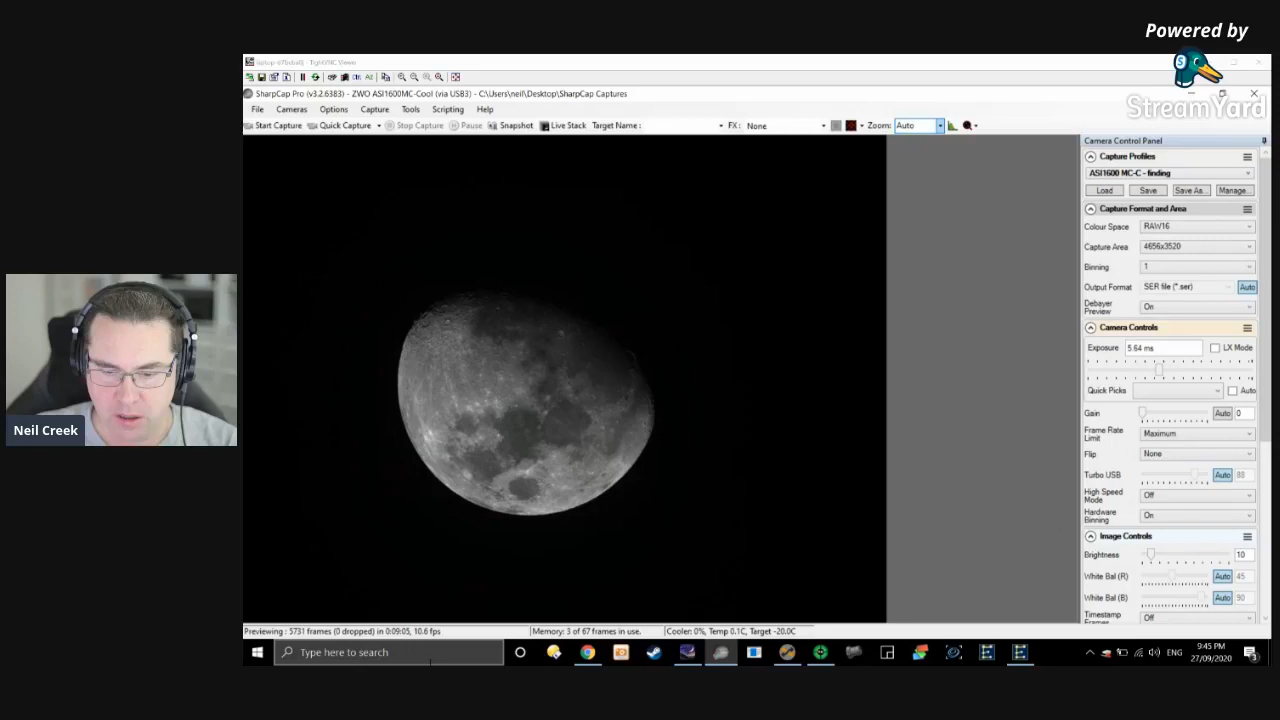 Powered by
StreamYard
S
TightVNC Viewer
SharpCap Pro (v3.2.6383) - ZWO ASI1600MC-Cool (via USB3) - C:\Users\neil\Desktop\SharpCap Captures
File Cameras Options Capture Tools Scripting Help
Start Capture Quick Capture Stop Capture Pause Snapshot Live Stack Target Name : FX: None Zoom: Auto
Camera Control Panel
Capture Profiles
ASI1600 MC-C - finding
Load Save Save As... Manage...
Capture Format and Area
Colour Space RAW16
Capture Area 4656x3520
Binning 1
Output Format SER file (*.ser) Auto
Debayer Preview On
Camera Controls
Exposure 5.64 ms LX Mode
Quick Picks Auto
Gain Auto 0
Frame Rate Limit Maximum
Flip None
Turbo USB Auto 88
High Speed Mode Off
Hardware Binning On
Image Controls
Brightness 10
White Bal (R) Auto 45
White Bal (B) Auto 90
Timestamp Frames Off
Neil Creek
Previewing : 5731 frames (0 dropped) in 0:09:05, 10.6 fps Memory: 3 of 67 frames in use. Cooler: 0%, Temp 0.1C, Target -20.0C
Type here to search
ENG
9:45 PM
27/09/2020
3